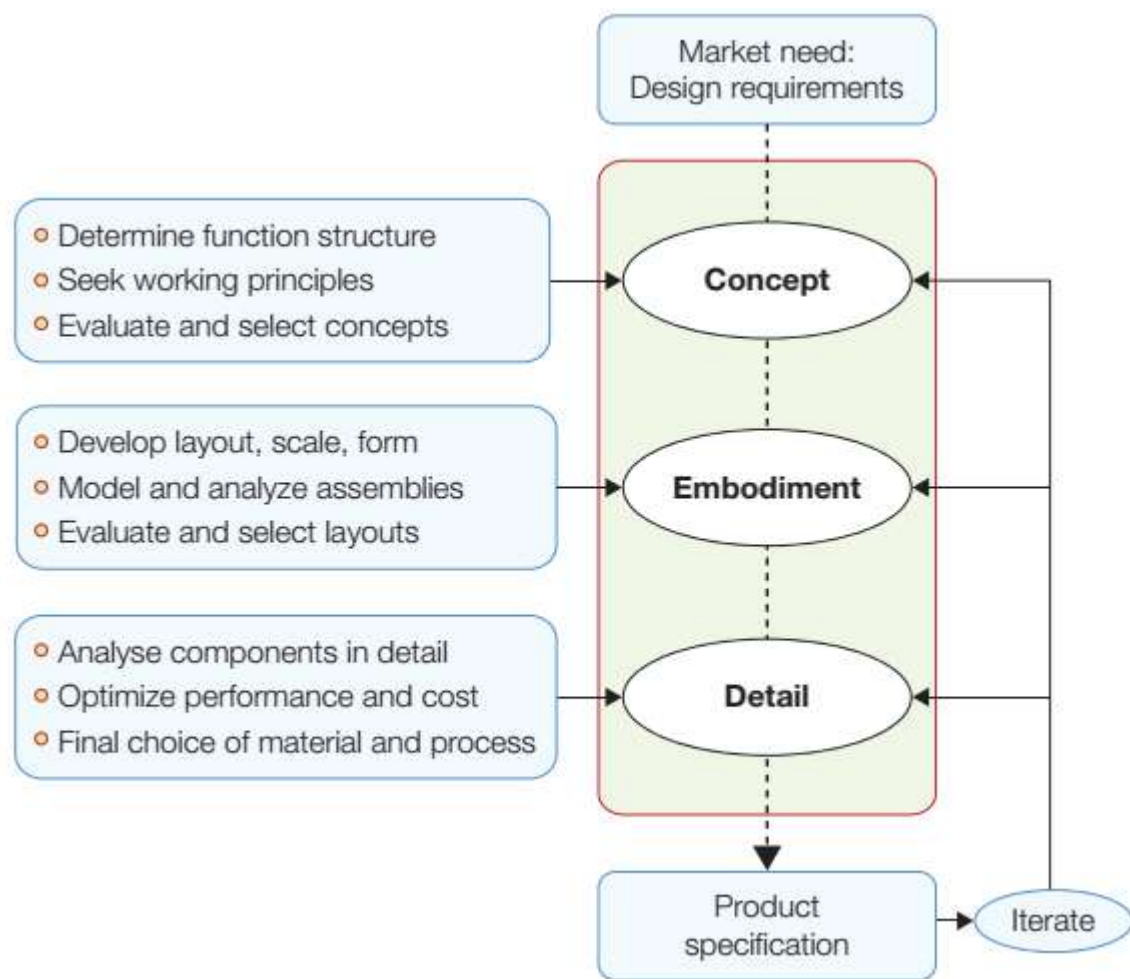 Market need:
Design requirements
Determine function structure
Seek working principles
Evaluate and select concepts
Concept
Develop layout, scale, form
Model and analyze assemblies
Evaluate and select layouts
Embodiment
Analyse components in detail
Optimize performance and cost
Final choice of material and process
Detail
Product
specification
Iterate